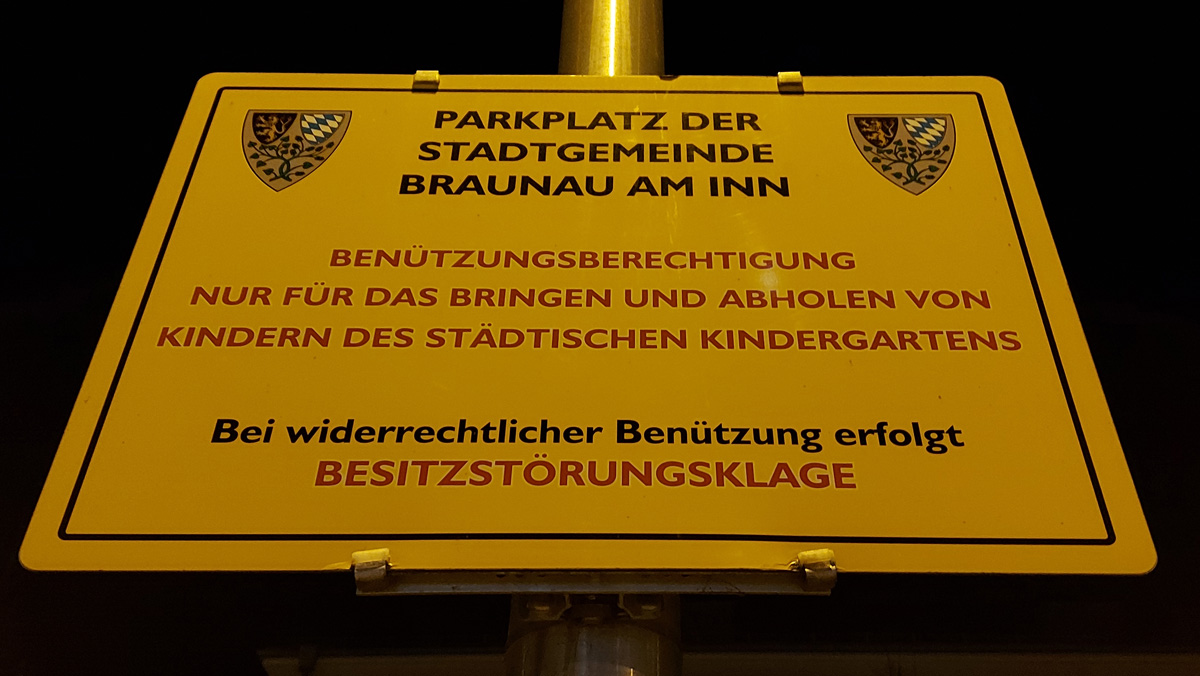 PARKPLATZ DER
STADTGEMEINDE
BRAUNAU AM INN
BENÜTZUNGSBERECHTIGUNG
NUR FÜR DAS BRINGEN UND ABHOLEN VON
KINDERN DES STÄDTISCHEN KINDERGARTENS
Bei widerrechtlicher Benützung erfolgt
BESITZSTÖRUNGSKLAGE